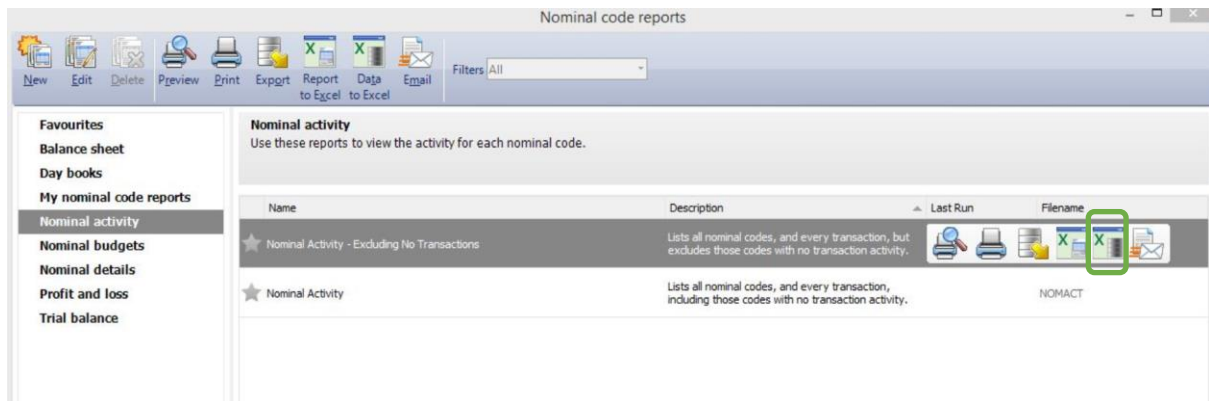 Nominal code reports
New Edit Delete Preview Print Export Report to Excel Data to Excel Email Filters All
Favourites
Balance sheet
Day books
My nominal code reports
Nominal activity
Nominal budgets
Nominal details
Profit and loss
Trial balance
Nominal activity
Use these reports to view the activity for each nominal code.
Name Description Last Run Filename
Nominal Activity - Excluding No Transactions
Lists all nominal codes, and every transaction, but
excludes those codes with no transaction activity.
Nominal Activity
Lists all nominal codes, and every transaction,
including those codes with no transaction activity.
NOMACT